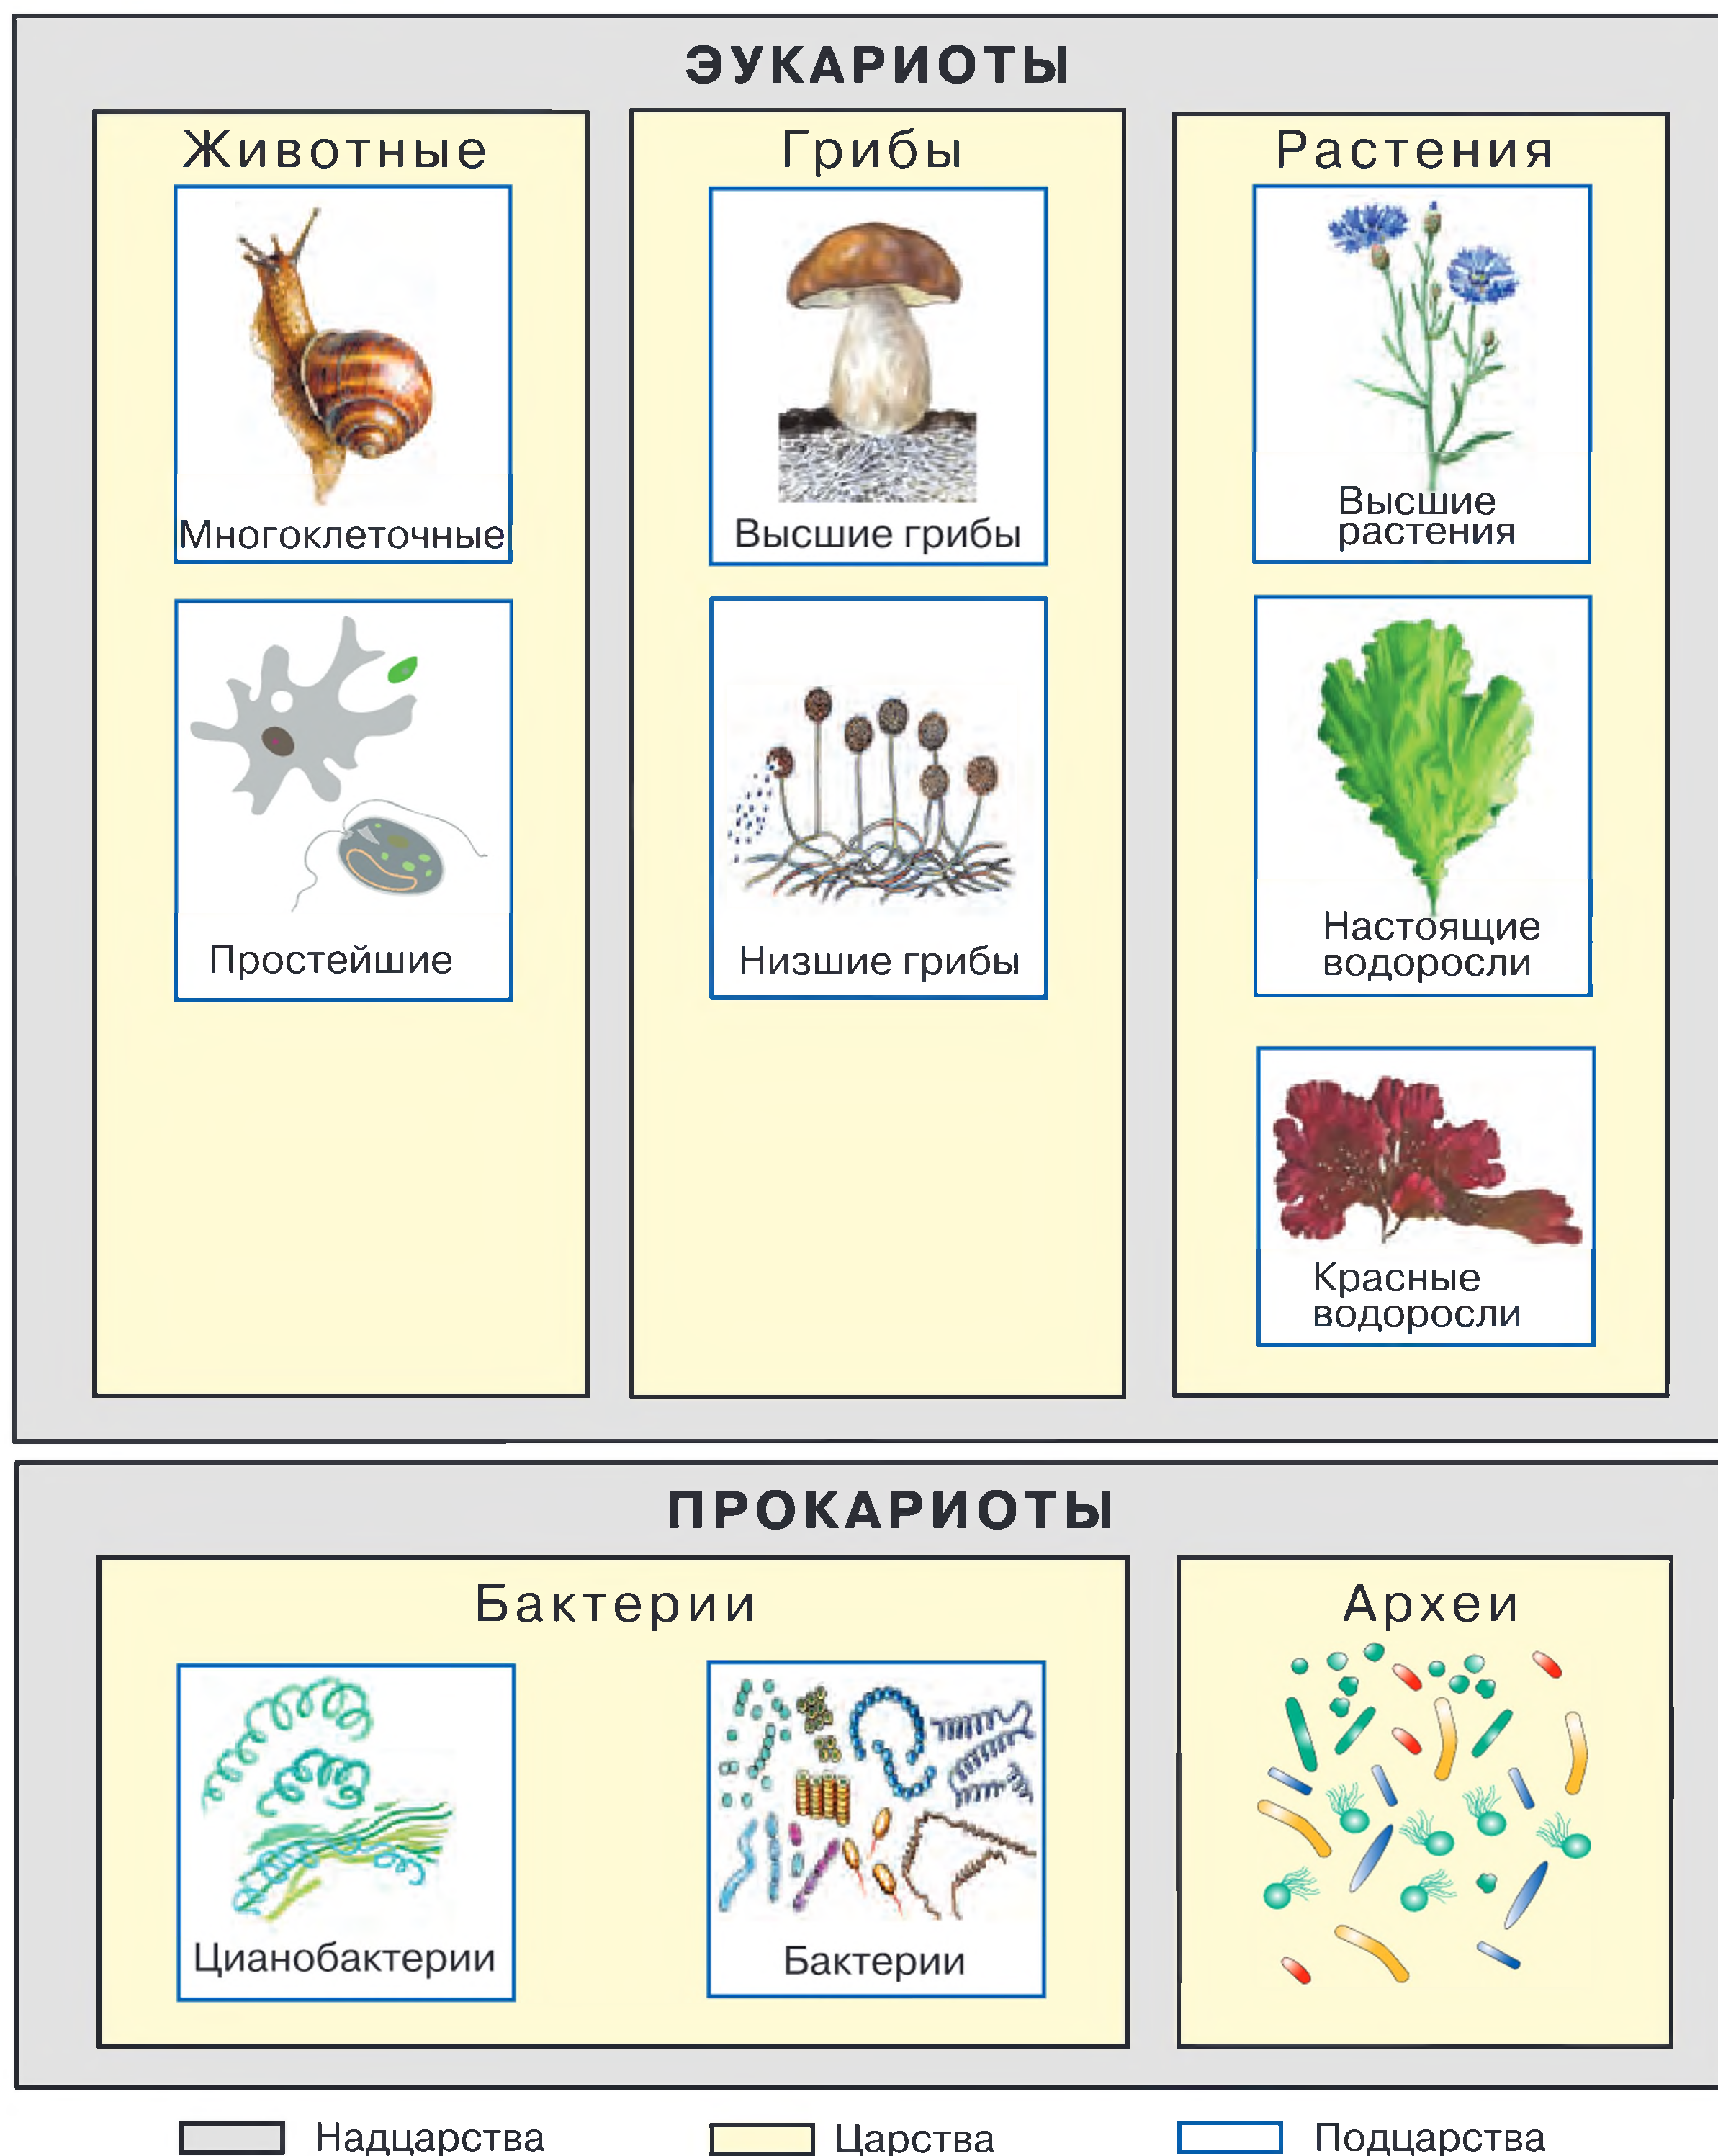 ЭУКАРИОТЫ
Животные
Многоклеточные
Простейшие
Грибы
Высшие грибы
Низшие грибы
Растения
Высшие
растения
Настоящие
водоросли
Красные
водоросли
ПРОКАРИОТЫ
Бактерии
Цианобактерии
Бактерии
Археи
Надцарства
Царства
Подцарства